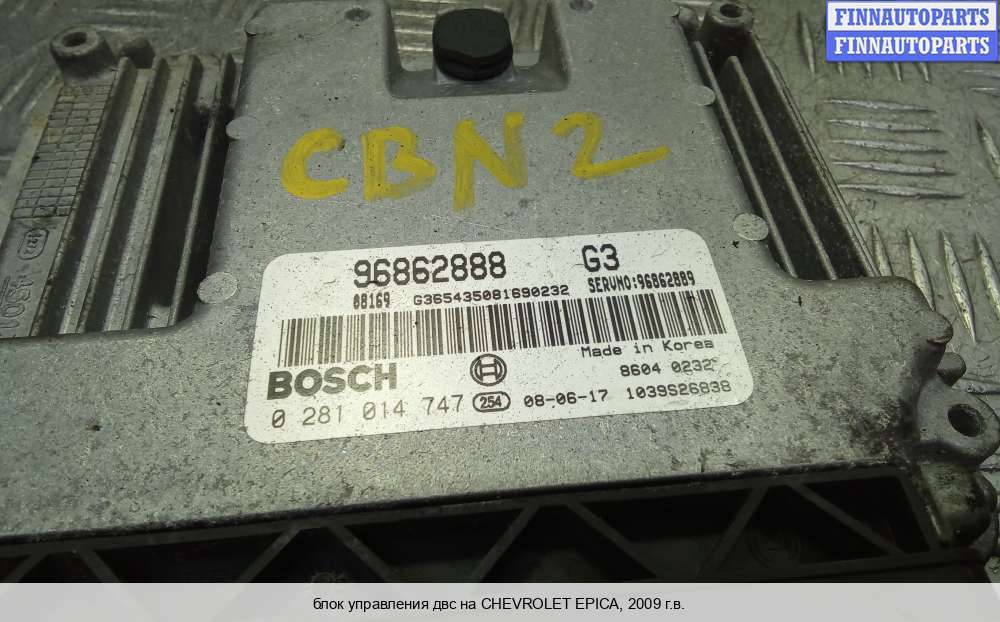 FINNAUTOPARTS
FINNAUTOPARTS
CBN2
96862888 G3
08169 G365435081690232 SERVNO:96862889
Made in Korea
BOSCH 8604 0232
0 281 014 747 254 08-06-17 1039S26838
блок управления двс на CHEVROLET EPICA, 2009 г.в.